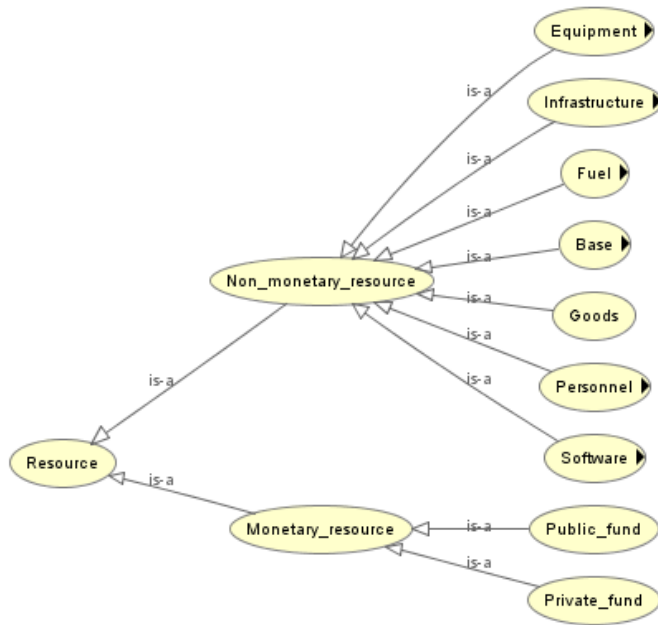 Equipment
is-a
Infrastructure
is-a
Fuel
is-a
Base
is-a
Non_monetary_resource
is-a
Goods
is-a
Personnel
is-a
is-a
Resource
Software
is-a
Monetary_resource
is-a
Public_fund
is-a
Private_fund